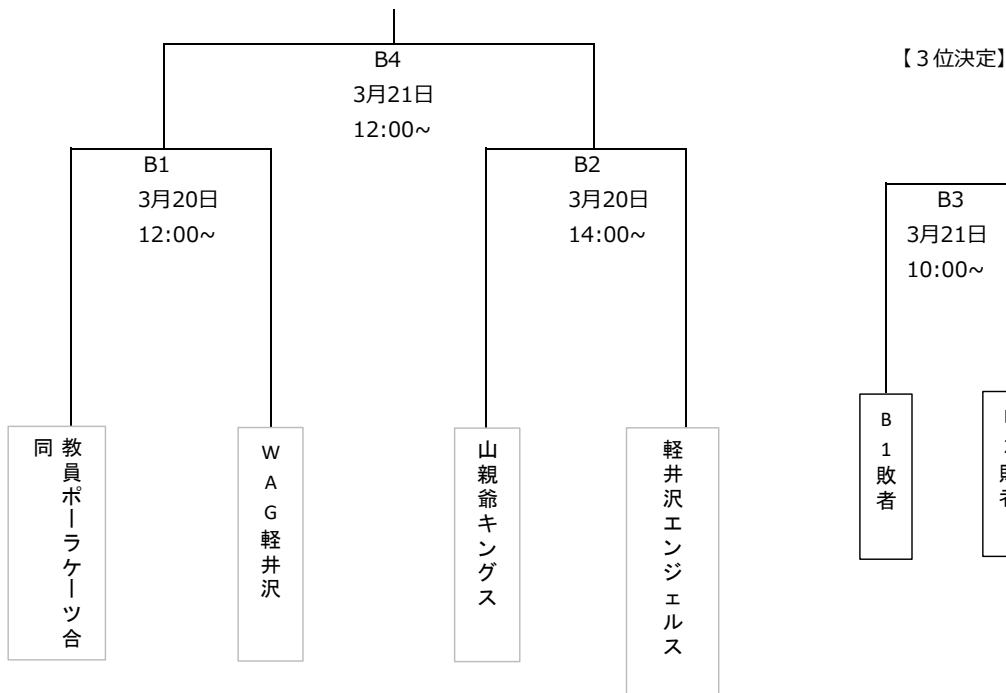 B4
3月21日
12:00~
【３位決定】
B1
3月20日
12:00~
B2
3月20日
14:00~
B3
3月21日
10:00~
教員ポーラケーツ合
同
WAG軽井沢
山親爺キングス
軽井沢エンジェルス
B1敗者